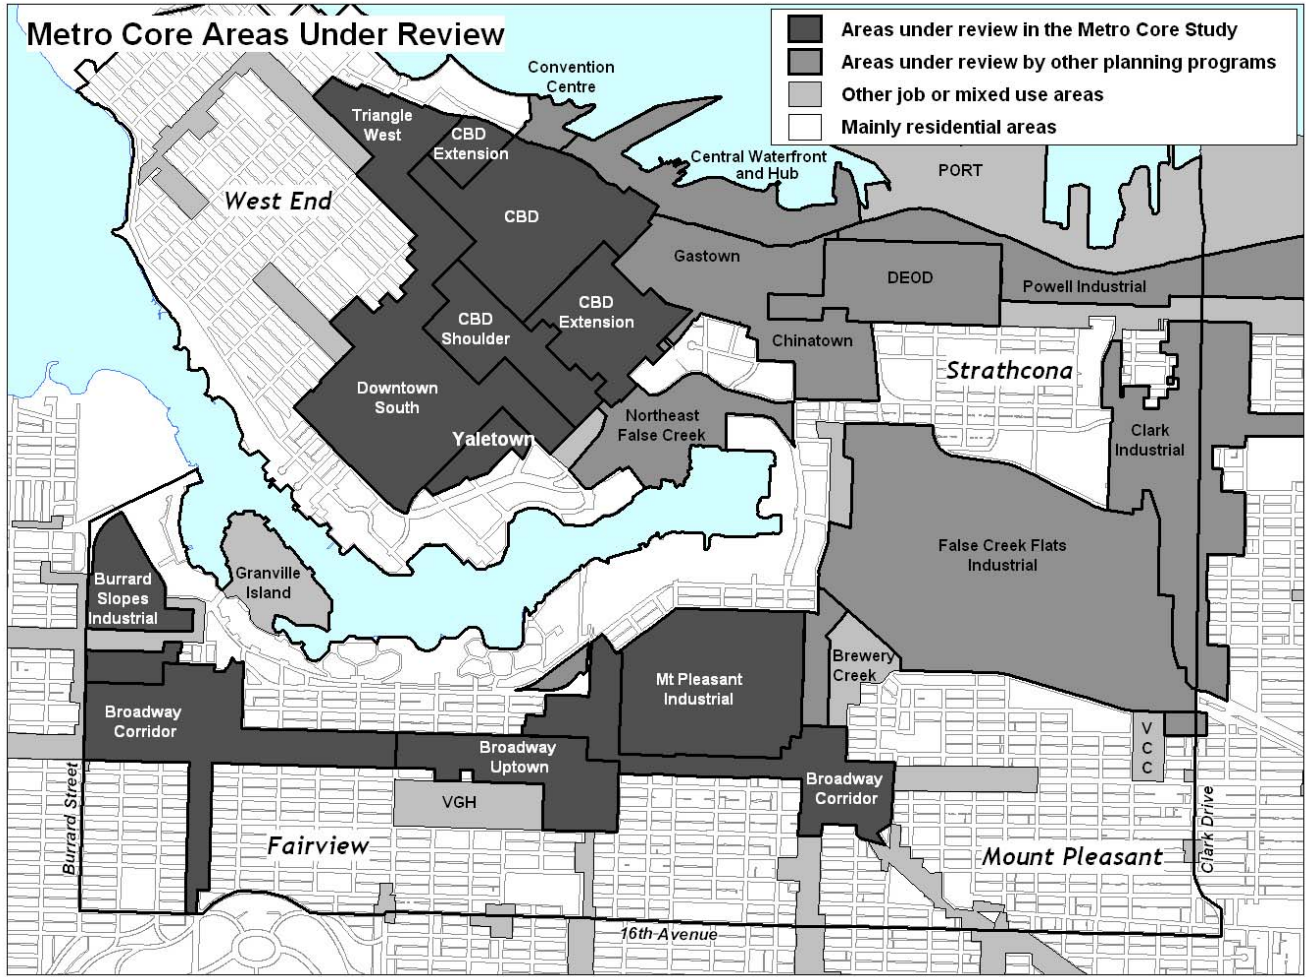 Metro Core Areas Under Review
Areas under review in the Metro Core Study
Areas under review by other planning programs
Other job or mixed use areas
Mainly residential areas
Convention
Centre
Triangle
West
CBD
Extension
Central Waterfront
and Hub
PORT
West End
CBD
Gastown
DEOD
Powell Industrial
CBD
Extension
CBD
Shoulder
Chinatown
Strathcona
Downtown
South
Northeast
False Creek
Yaletown
Clark
Industrial
False Creek Flats
Industrial
Granville
Island
Burrard
Slopes
Industrial
Brewery
Creek
Mt Pleasant
Industrial
Broadway
Corridor
Broadway
Uptown
V
C
C
Broadway
Corridor
VGH
Burrard Street
Fairview
Mount Pleasant
Clark Drive
16th Avenue